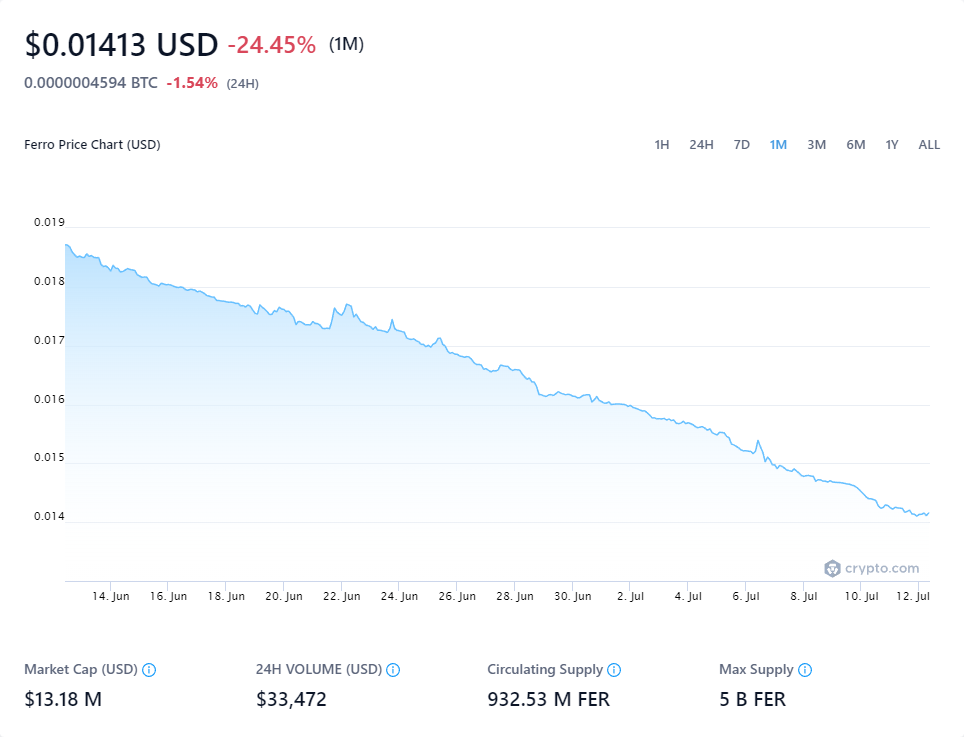 $0.01413 USD -24.45% (1M)
0.0000004594 BTC -1.54% (24H)
Ferro Price Chart (USD) 1H 24H 7D 1M 3M 6M 1Y ALL
0.019
0.018
0.017
0.016
0.015
0.014
crypto.com
14. Jun 16. Jun 18. Jun 20. Jun 22. Jun 24. Jun 26. Jun 28. Jun 30. Jun 2. Jul 4. Jul 6. Jul 8. Jul 10. Jul 12. Jul
Market Cap (USD) 24H VOLUME (USD) Circulating Supply Max Supply
$13.18 M $33,472 932.53 M FER 5 B FER